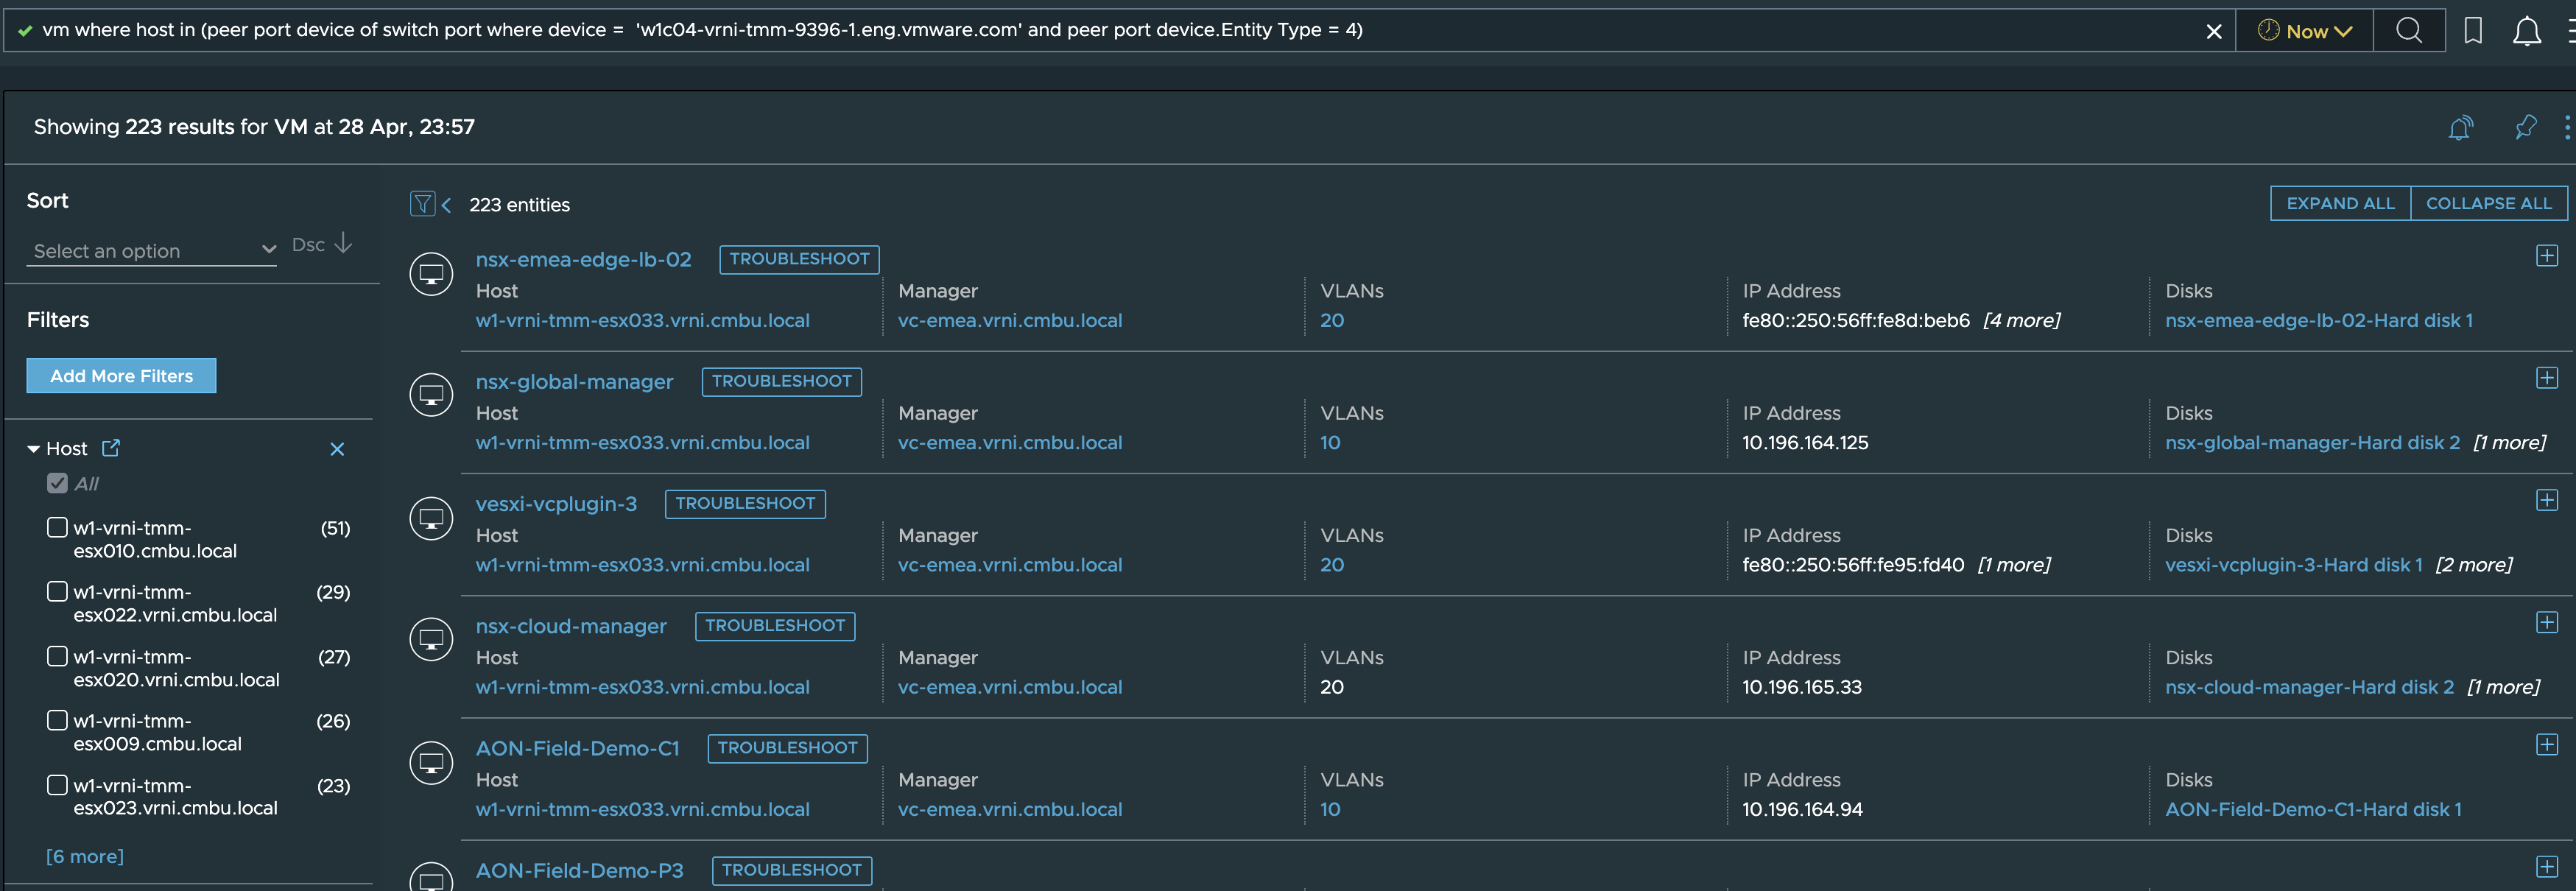 vm where host in (peer port device of switch port where device = 'w1c04-vrni-tmm-9396-1.eng.vmware.com' and peer port device.Entity Type = 4)
Now
Showing 223 results for VM at 28 Apr, 23:57
Sort
Select an option
Dsc
Filters
Add More Filters
Host
All
w1-vrni-tmm-
esx010.cmbu.local
(51)
w1-vrni-tmm-
esx022.vrni.cmbu.local
(29)
w1-vrni-tmm-
esx020.vrni.cmbu.local
(27)
w1-vrni-tmm-
esx009.cmbu.local
(26)
w1-vrni-tmm-
esx023.vrni.cmbu.local
(23)
[6 more]
223 entities
EXPAND ALL
COLLAPSE ALL
nsx-emea-edge-lb-02 TROUBLESHOOT
Host Manager VLANs IP Address Disks
w1-vrni-tmm-esx033.vrni.cmbu.local vc-emea.vrni.cmbu.local 20 fe80::250:56ff:fe8d:beb6 [4 more] nsx-emea-edge-lb-02-Hard disk 1
nsx-global-manager TROUBLESHOOT
Host Manager VLANs IP Address Disks
w1-vrni-tmm-esx033.vrni.cmbu.local vc-emea.vrni.cmbu.local 10 10.196.164.125 nsx-global-manager-Hard disk 2 [1 more]
vesxi-vcplugin-3 TROUBLESHOOT
Host Manager VLANs IP Address Disks
w1-vrni-tmm-esx033.vrni.cmbu.local vc-emea.vrni.cmbu.local 20 fe80::250:56ff:fe95:fd40 [1 more] vesxi-vcplugin-3-Hard disk 1 [2 more]
nsx-cloud-manager TROUBLESHOOT
Host Manager VLANs IP Address Disks
w1-vrni-tmm-esx033.vrni.cmbu.local vc-emea.vrni.cmbu.local 20 10.196.165.33 nsx-cloud-manager-Hard disk 2 [1 more]
AON-Field-Demo-C1 TROUBLESHOOT
Host Manager VLANs IP Address Disks
w1-vrni-tmm-esx033.vrni.cmbu.local vc-emea.vrni.cmbu.local 10 10.196.164.94 AON-Field-Demo-C1-Hard disk 1
AON-Field-Demo-P3 TROUBLESHOOT